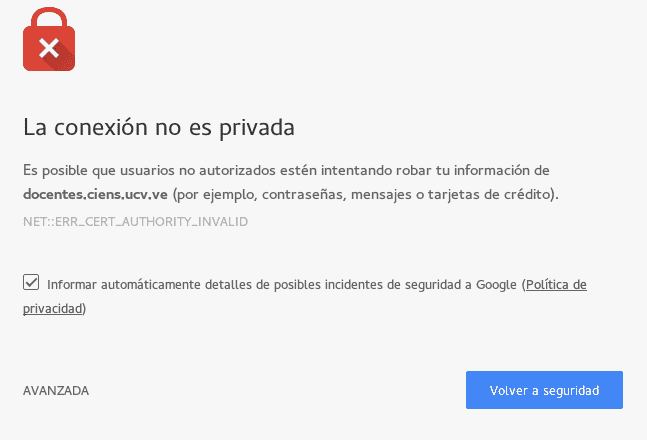 La conexión no es privada
Es posible que usuarios no autorizados estén intentando robar tu información de
docentes.ciens.ucv.ve (por ejemplo, contraseñas, mensajes o tarjetas de crédito).
NET::ERR_CERT_AUTHORITY_INVALID
Informar automáticamente detalles de posibles incidentes de seguridad a Google (Política de
privacidad)
AVANZADA
Volver a seguridad